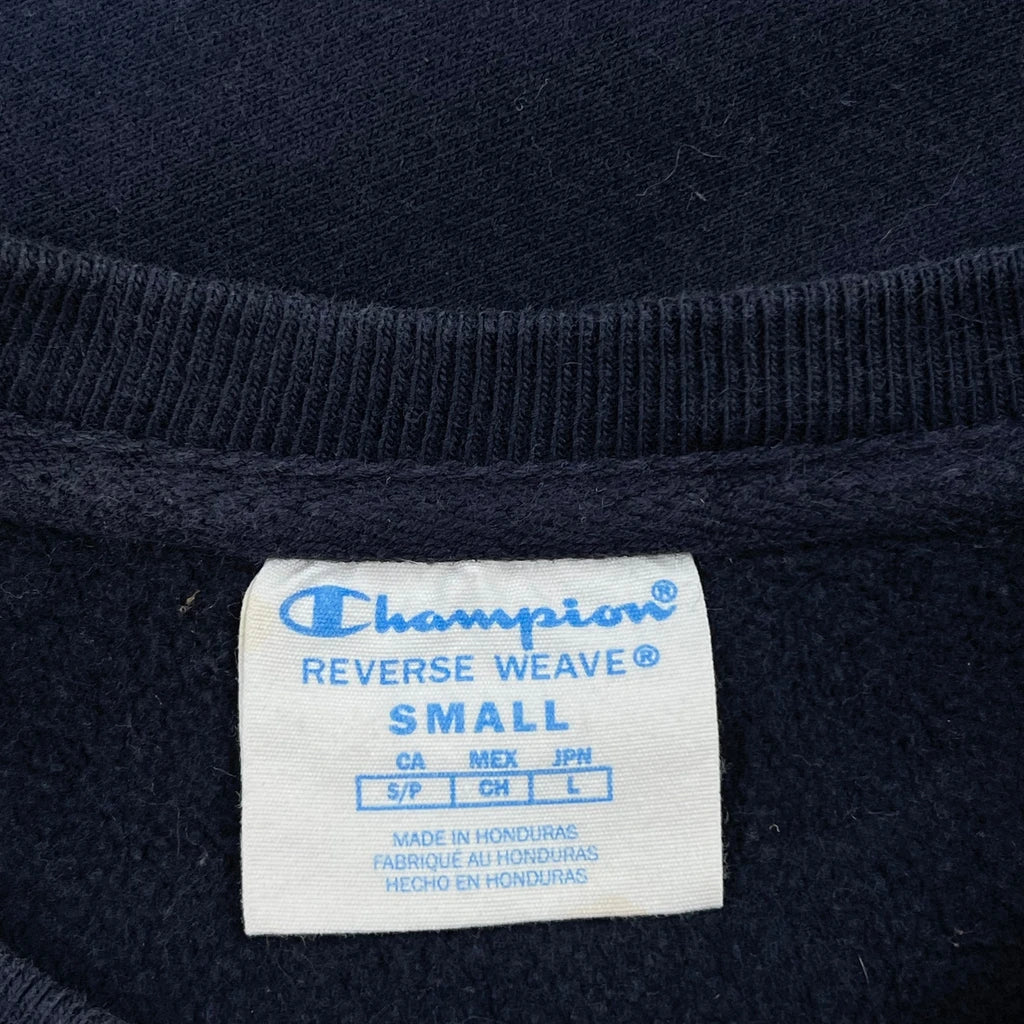 Champion®
REVERSE WEAVE®
SMALL
CA MEX JPN
S/P CH L
MADE IN HONDURAS
FABRIQUÉ AU HONDURAS
HECHO EN HONDURAS